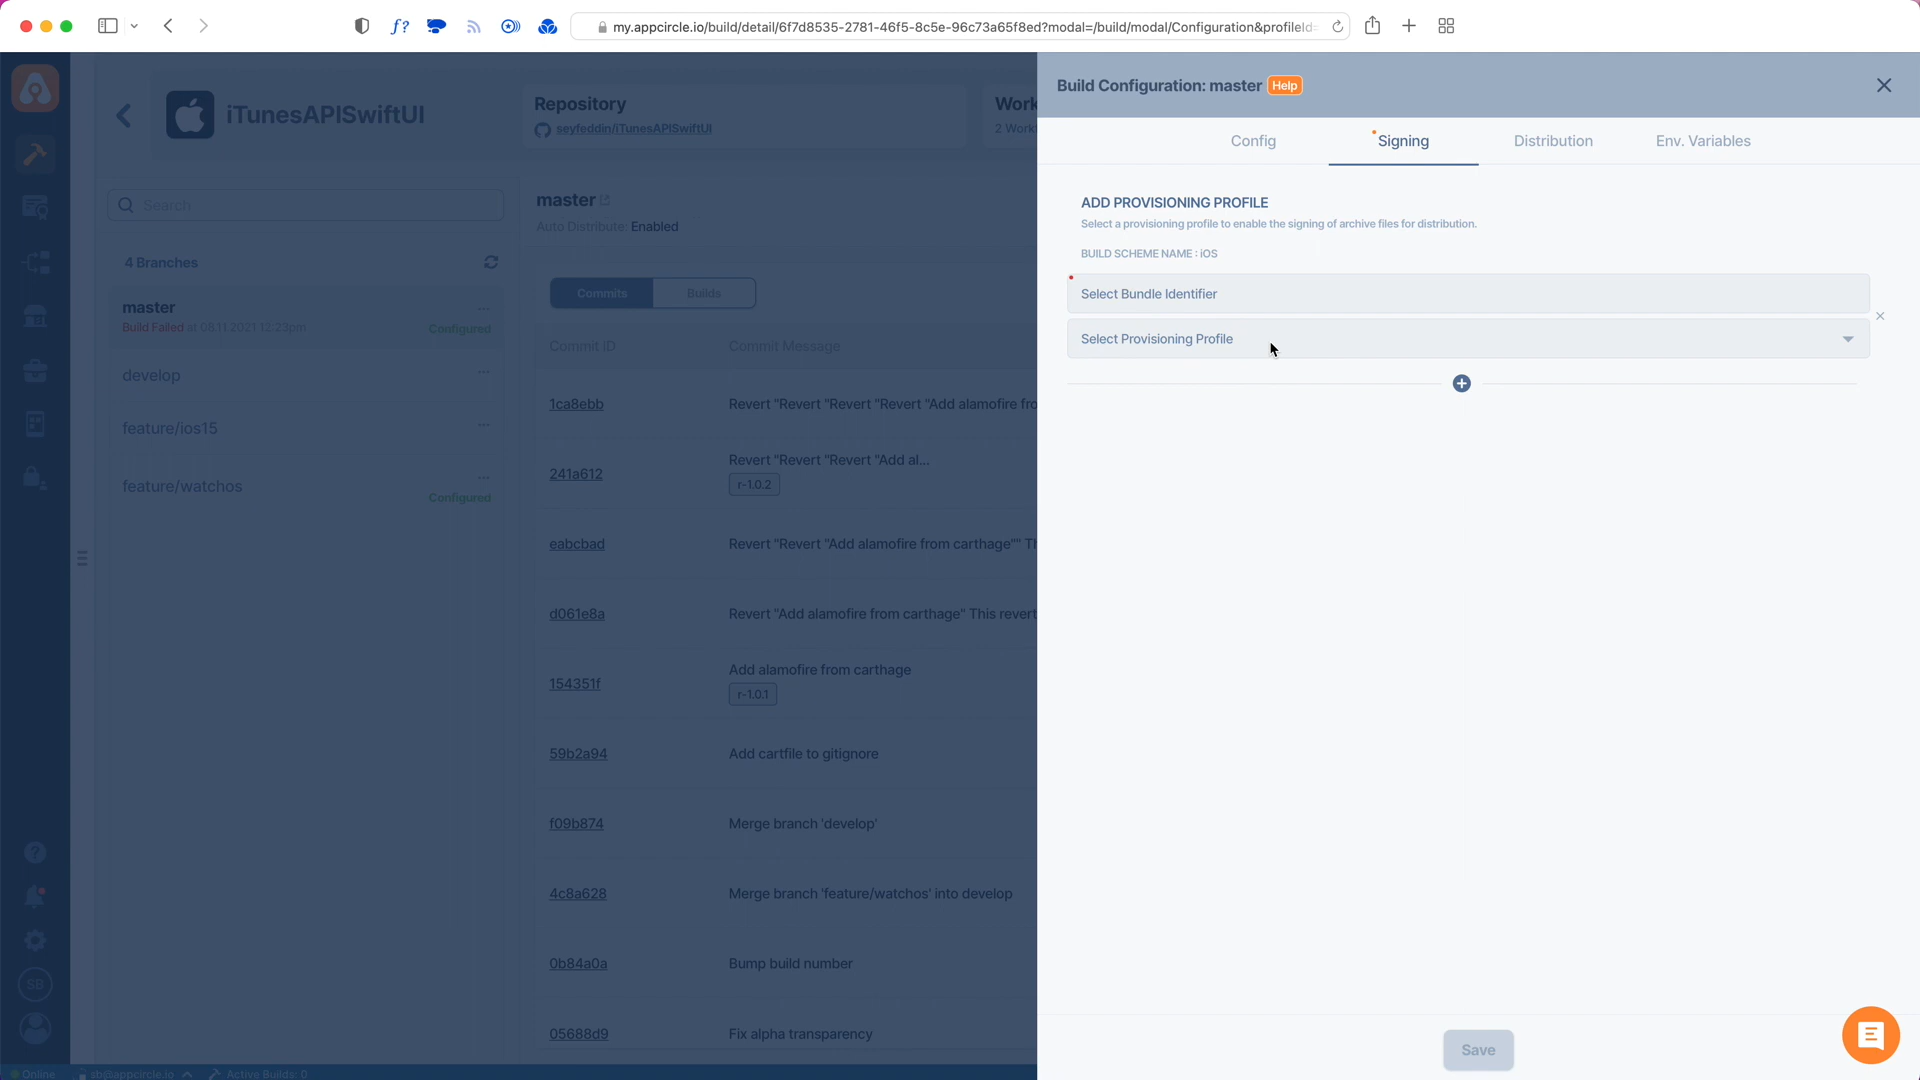 my.appcircle.io/build/detail/6f7d8535-2781-46f5-8c5e-96c73a65f8ed?modal=/build/modal/Configuration&profileId=
iTunesAPISwiftUI
Repository
seyfeddin/iTunesAPISwiftUI
Work
2 Work
Search
4 Branches
master
Build Failed at 08.11.2021 12:23pm
Configured
develop
feature/ios15
feature/watchos
Configured
master
Auto Distribute: Enabled
Commits
Builds
Commit ID
Commit Message
1ca8ebb
Revert "Revert "Revert "Revert "Add alamofire fro
241a612
Revert "Revert "Revert "Add al...
r-1.0.2
eabcbad
Revert "Revert "Add alamofire from carthage"" Th
d061e8a
Revert "Add alamofire from carthage" This revert
154351f
Add alamofire from carthage
r-1.0.1
59b2a94
Add cartfile to gitignore
f09b874
Merge branch 'develop'
4c8a628
Merge branch 'feature/watchos' into develop
0b84a0a
Bump build number
05688d9
Fix alpha transparency
SB
Online
sb@appcircle.io
Active Builds: 0
Build Configuration: master
Help
Config
Signing
Distribution
Env. Variables
ADD PROVISIONING PROFILE
Select a provisioning profile to enable the signing of archive files for distribution.
BUILD SCHEME NAME : iOS
Select Bundle Identifier
Select Provisioning Profile
Save